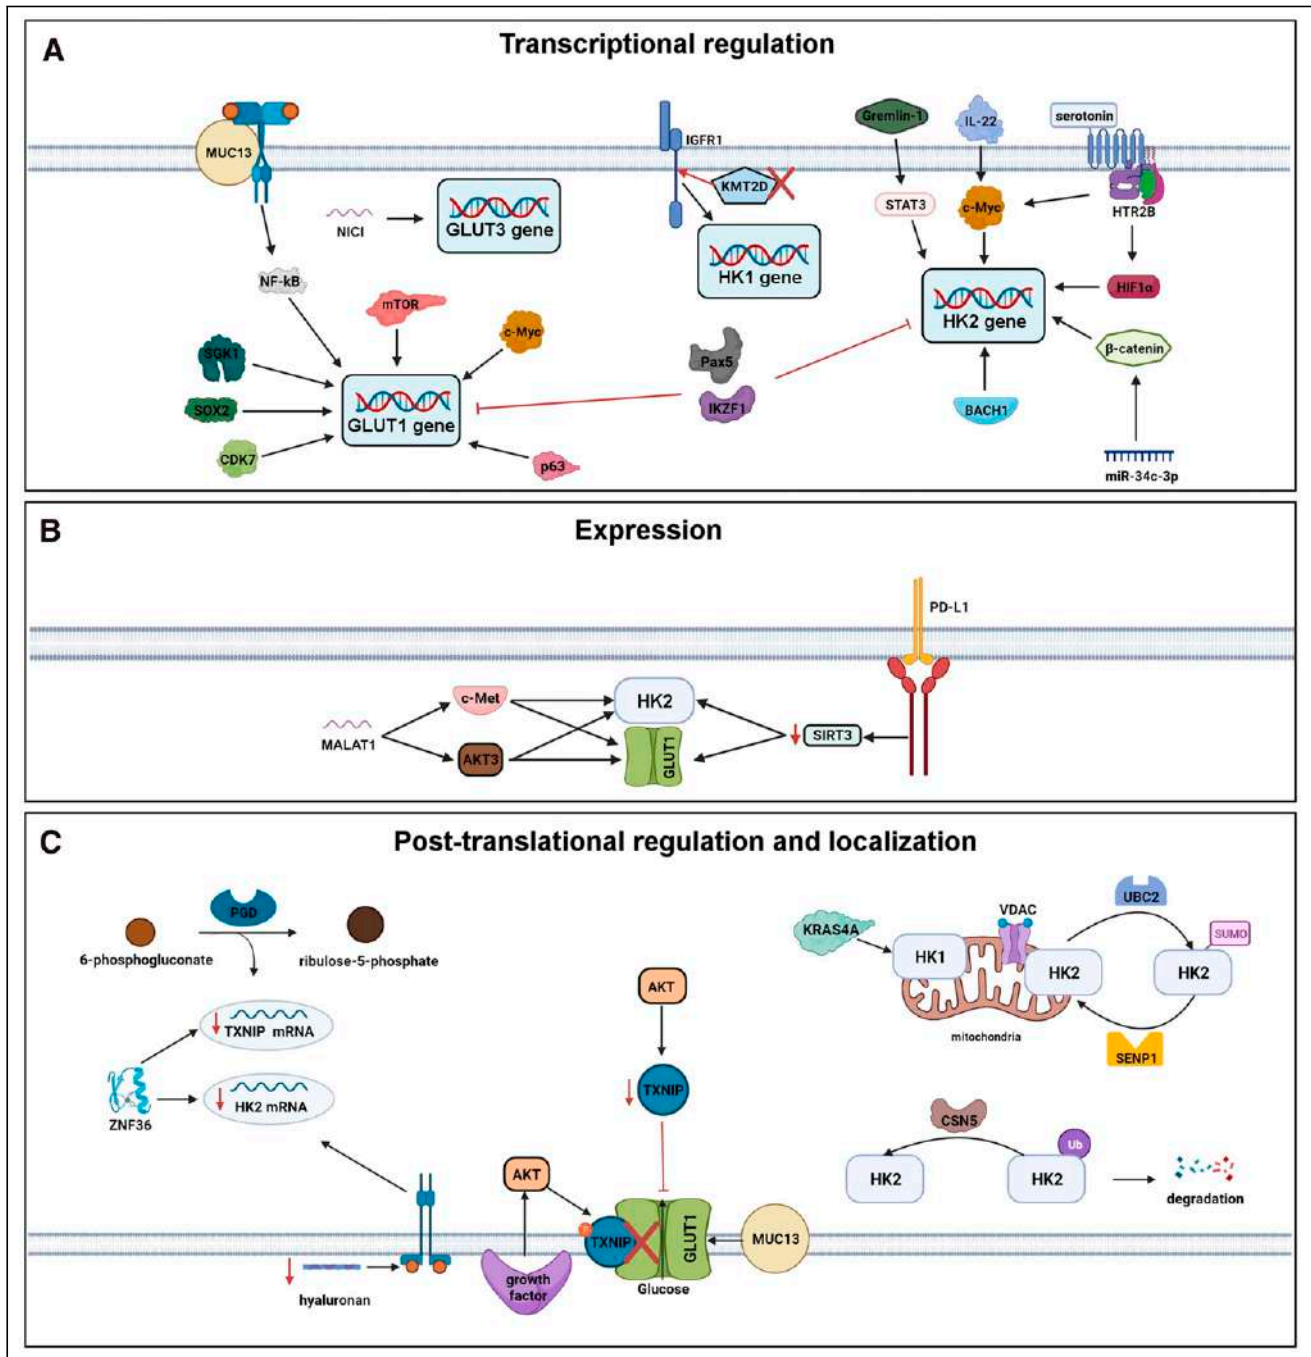 A
Transcriptional regulation
MUC13
IGFR1
Gremlin-1
IL-22
serotonin
KMT2D
NICI
GLUT3 gene
STAT3
c-Myc
HTR2B
HK1 gene
NF-kB
mTOR
c-Myc
HIF1α
HK2 gene
SGK1
Pax5
β-catenin
SOX2
GLUT1 gene
IKZF1
BACH1
CDK7
p63
miR-34c-3p
B
Expression
PD-L1
c-Met
HK2
MALAT1
AKT3
GLUT1
SIRT3
C
Post-translational regulation and localization
PGD
6-phosphogluconate
ribulose-5-phosphate
KRAS4A
VDAC
UBC2
SUMO
HK1
HK2
HK2
mitochondria
SENP1
AKT
TXNIP mRNA
TXNIP
ZNF36
HK2 mRNA
CSN5
Ub
HK2
HK2
degradation
AKT
TXNIP
GLUT1
MUC13
hyaluronan
growth
factor
Glucose